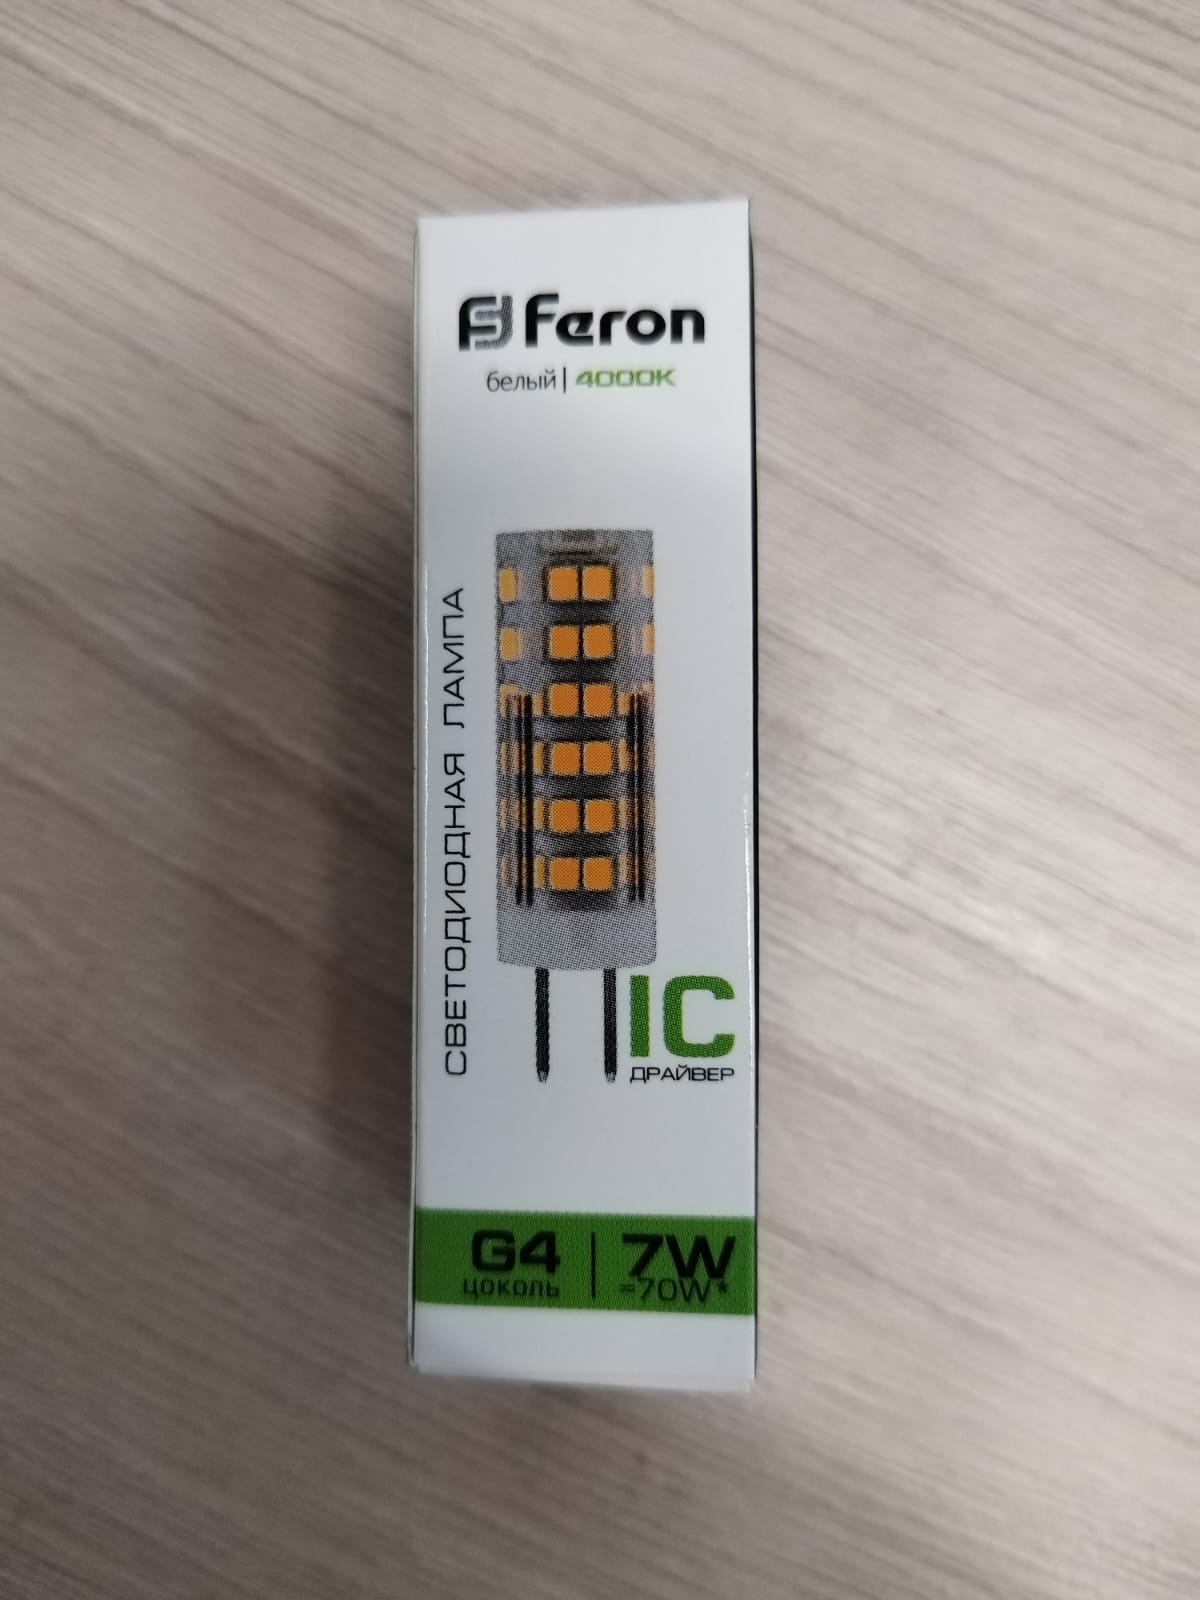 Feron
белый | 4000K
СВЕТОДИОДНАЯ ЛАМПА
IC
ДРАЙВЕР
G4 | 7W
цоколь =70W*